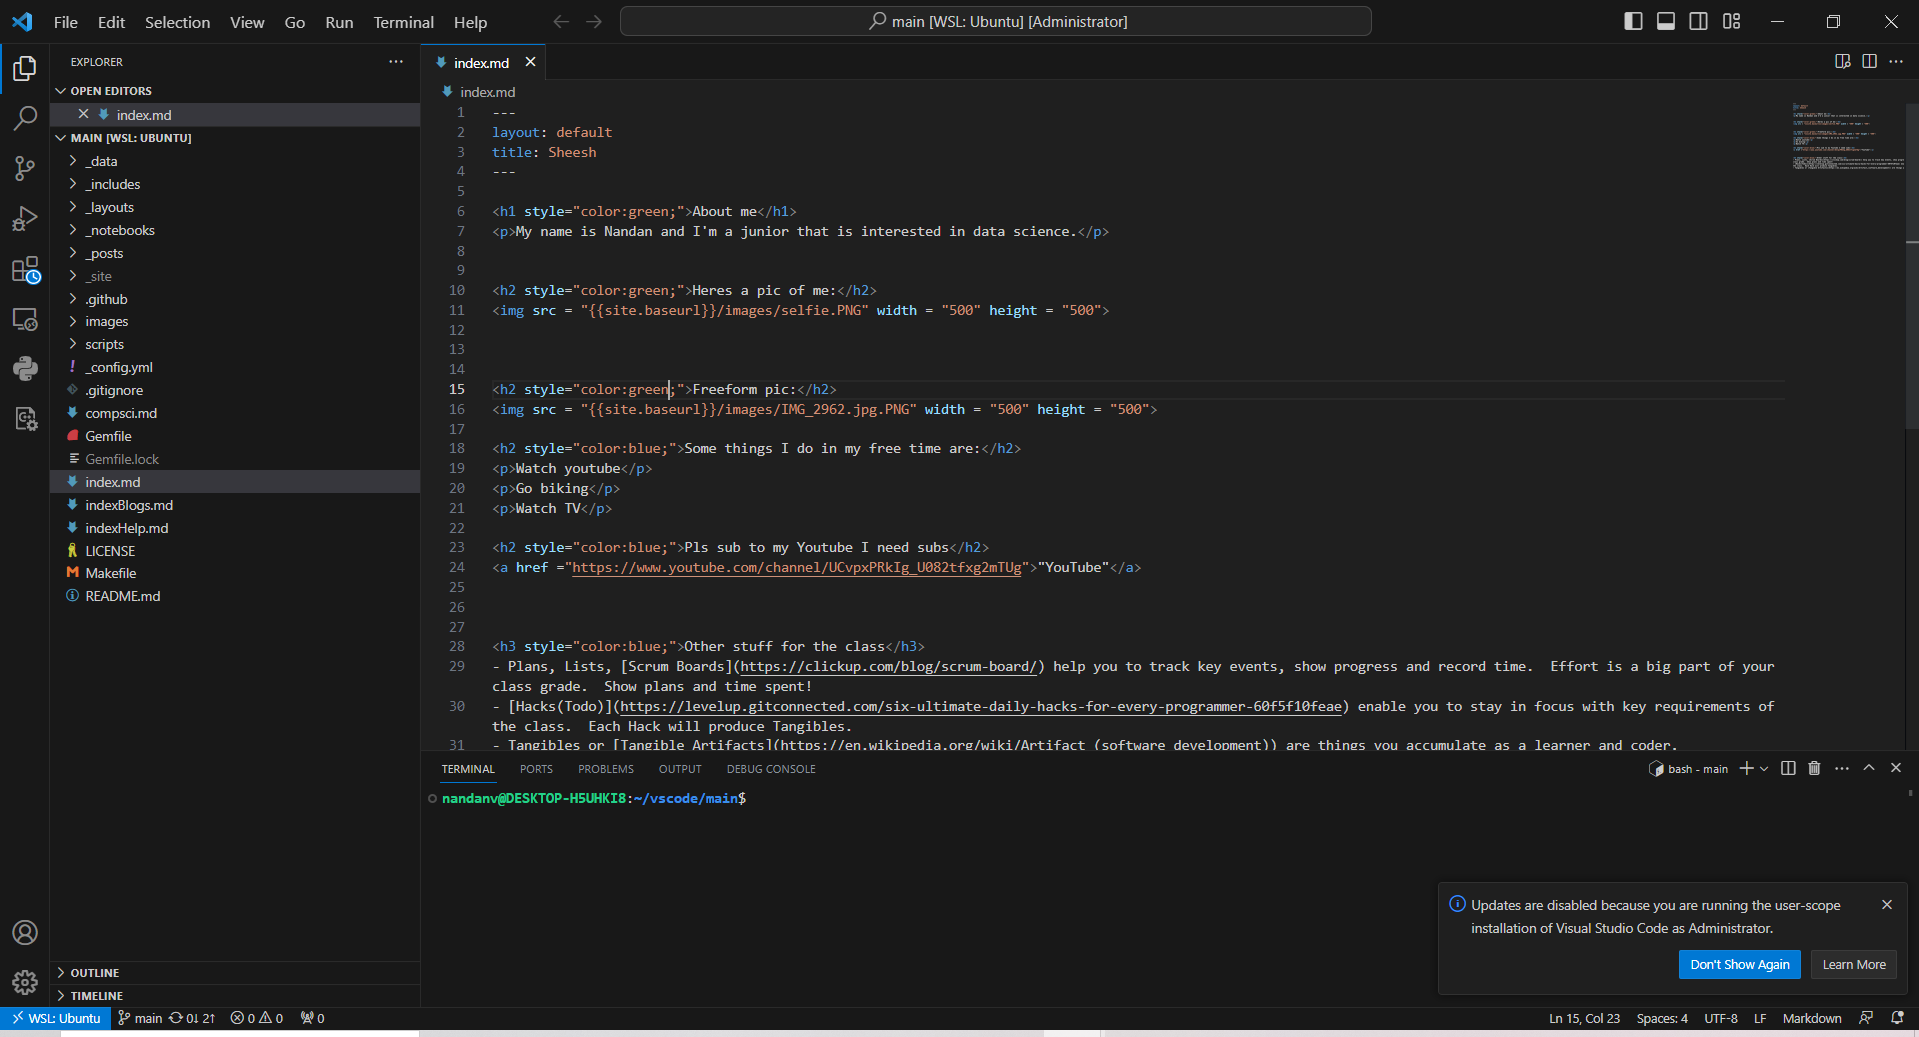 File Edit Selection View Go Run Terminal Help
main [WSL: Ubuntu] [Administrator]
EXPLORER
OPEN EDITORS
index.md
MAIN [WSL: UBUNTU]
_data
_includes
_layouts
_notebooks
_posts
_site
.github
images
scripts
_config.yml
.gitignore
compsci.md
Gemfile
Gemfile.lock
index.md
indexBlogs.md
indexHelp.md
LICENSE
Makefile
README.md
OUTLINE
TIMELINE
index.md
index.md
1 ---
2 layout: default
3 title: Sheesh
4 ---
5
6 <h1 style="color:green;">About me</h1>
7 <p>My name is Nandan and I'm a junior that is interested in data science.</p>
8
9
10 <h2 style="color:green;">Heres a pic of me:</h2>
11 <img src = "{{site.baseurl}}/images/selfie.PNG" width = "500" height = "500">
12
13
14
15 <h2 style="color:green;">Freeform pic:</h2>
16 <img src = "{{site.baseurl}}/images/IMG_2962.jpg.PNG" width = "500" height = "500">
17
18 <h2 style="color:blue;">Some things I do in my free time are:</h2>
19 <p>Watch youtube</p>
20 <p>Go biking</p>
21 <p>Watch TV</p>
22
23 <h2 style="color:blue;">Pls sub to my Youtube I need subs</h2>
24 <a href ="https://www.youtube.com/channel/UCvpxPRkIg_U082tfxg2mTUg">"YouTube"</a>
25
26
27
28 <h3 style="color:blue;">Other stuff for the class</h3>
29 - Plans, Lists, [Scrum Boards](https://clickup.com/blog/scrum-board/) help you to track key events, show progress and record time.  Effort is a big part of your
class grade.  Show plans and time spent!
30 - [Hacks(Todo)](https://levelup.gitconnected.com/six-ultimate-daily-hacks-for-every-programmer-60f5f10feae) enable you to stay in focus with key requirements of
the class.  Each Hack will produce Tangibles.
31 - Tangibles or [Tangible Artifacts](https://en.wikipedia.org/wiki/Artifact_(software_development)) are things you accumulate as a learner and coder.
TERMINAL PORTS PROBLEMS OUTPUT DEBUG CONSOLE
bash - main
nandanv@DESKTOP-H5UHKI8:~/vscode/main$
Updates are disabled because you are running the user-scope
installation of Visual Studio Code as Administrator.
Don't Show Again
Learn More
WSL: Ubuntu main 0↓ 2↑ 0 0 0
Ln 15, Col 23 Spaces: 4 UTF-8 LF Markdown